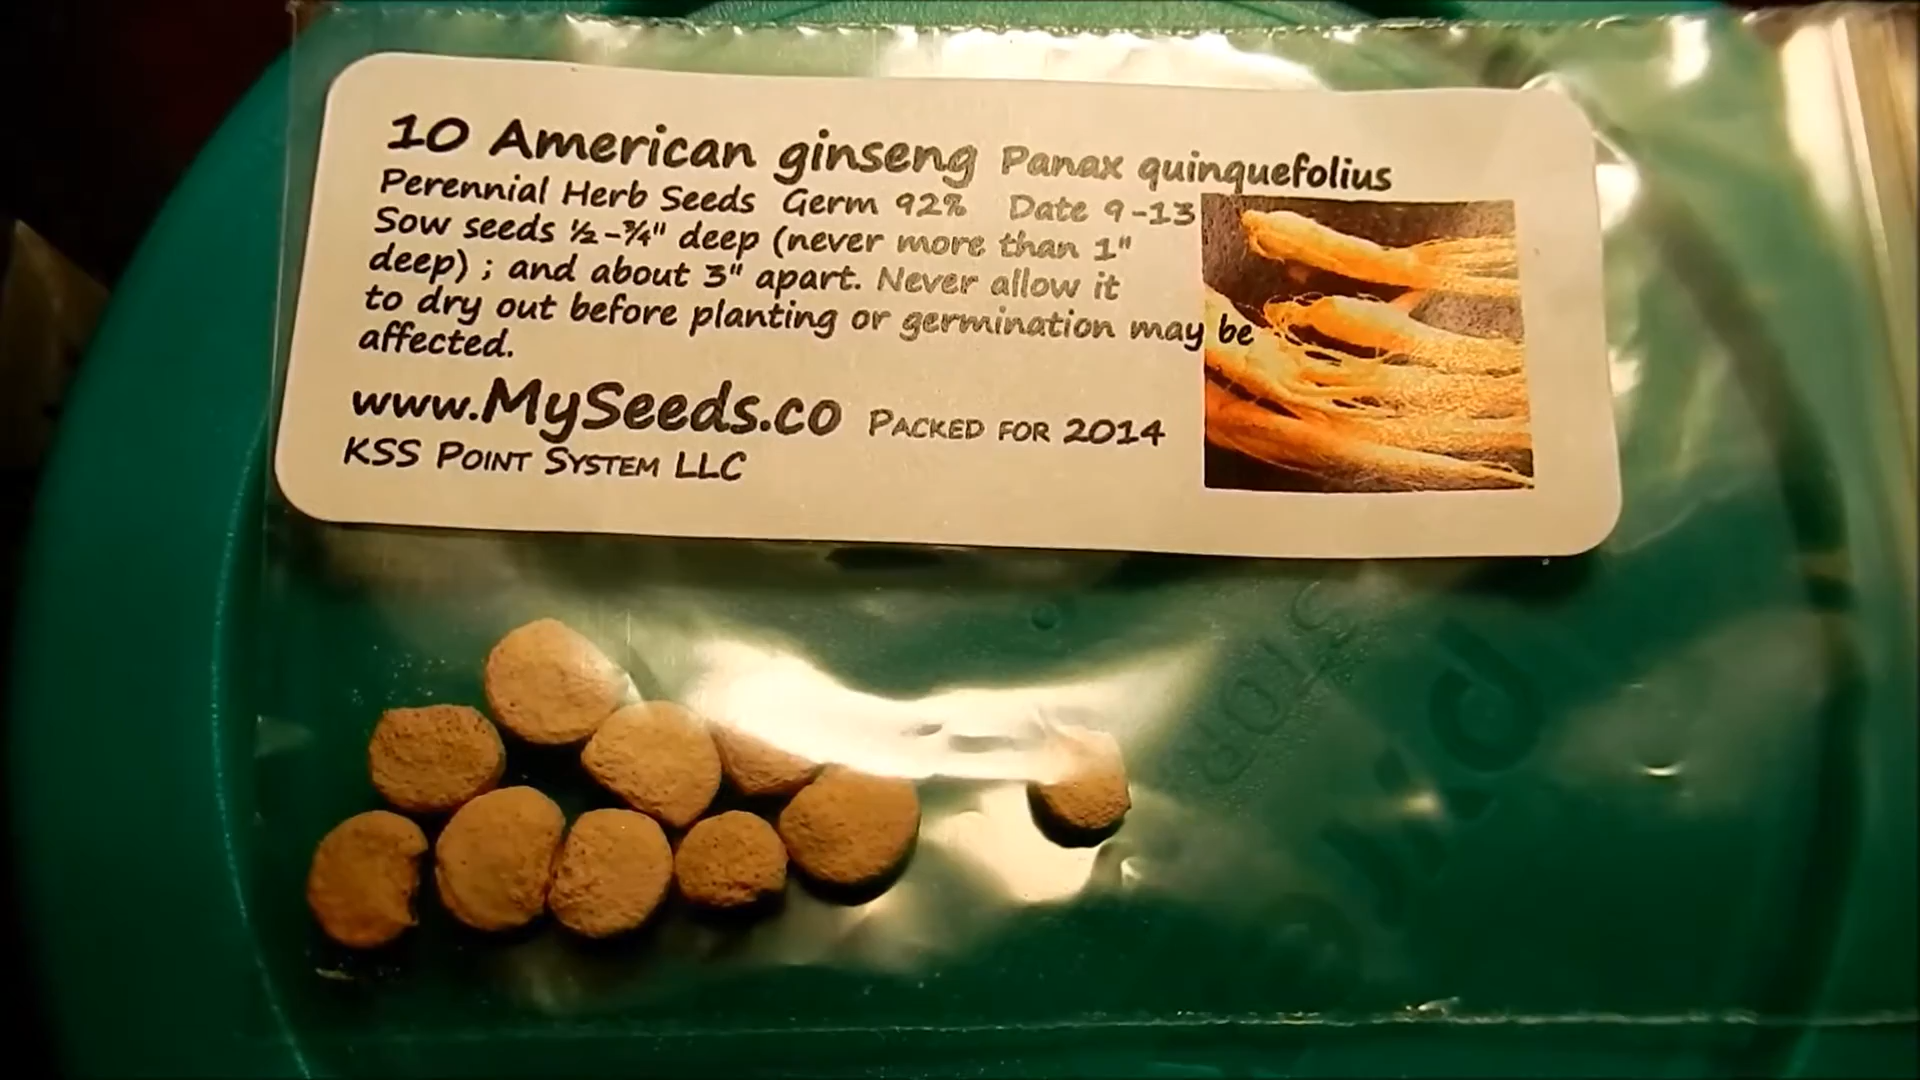 10 American ginseng Panax quinquefolius
Perennial Herb Seeds Germ 92% Date 9-13
Sow seeds ½-¾" deep (never more than 1"
deep) ; and about 3" apart. Never allow it
to dry out before planting or germination may be
affected.
www.MySeeds.co PACKED FOR 2014
KSS POINT SYSTEM LLC